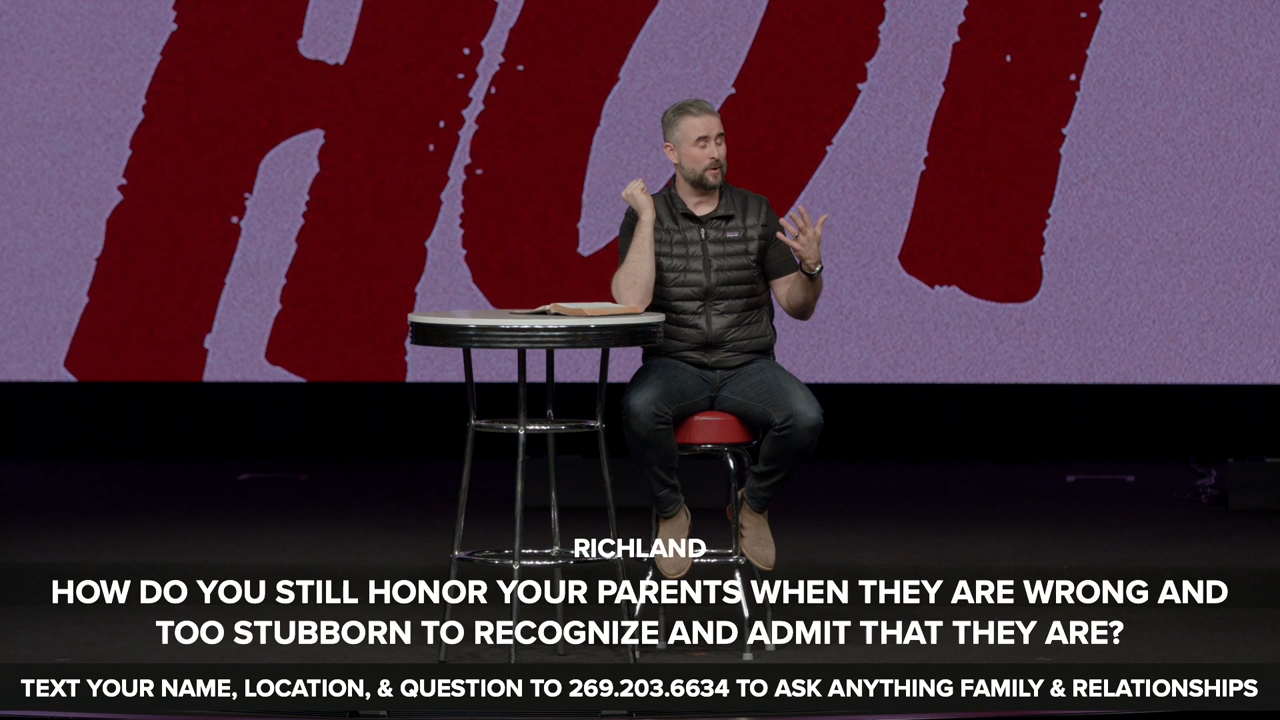 RICHLAND
HOW DO YOU STILL HONOR YOUR PARENTS WHEN THEY ARE WRONG AND
TOO STUBBORN TO RECOGNIZE AND ADMIT THAT THEY ARE?
TEXT YOUR NAME, LOCATION, & QUESTION TO 269.203.6634 TO ASK ANYTHING FAMILY & RELATIONSHIPS